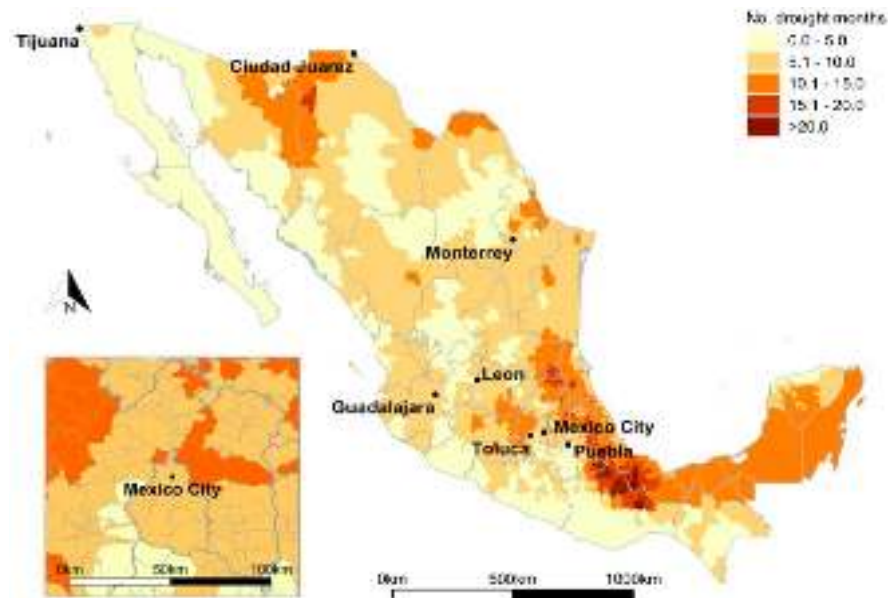 No. drought months
0.0 - 5.0
5.1 - 10.0
10.1 - 15.0
15.1 - 20.0
>20.0
Tijuana
Ciudad Juarez
Monterrey
N
Leon
Guadalajara
Mexico City
Toluca
Puebla
Mexico City
0km 50km 100km
0km 500km 1000km